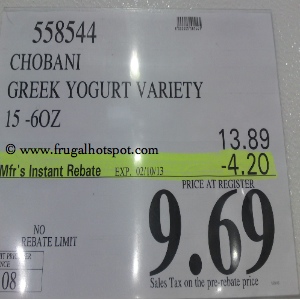 558544
CHOBANI
GREEK YOGURT VARIETY
15 -6OZ
© www.frugalhotspot.com
13.89
Mfr's Instant Rebate EXP. 02/10/13 -4.20
PRICE AT REGISTER
9.69
NO
REBATE LIMIT
08
Sales Tax on the pre-rebate price